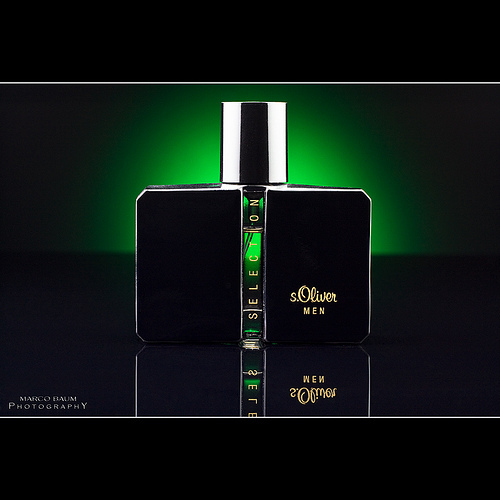 SELECTION
s.Oliver
MEN
MARCO BAUM
PHOTOGRAPHY